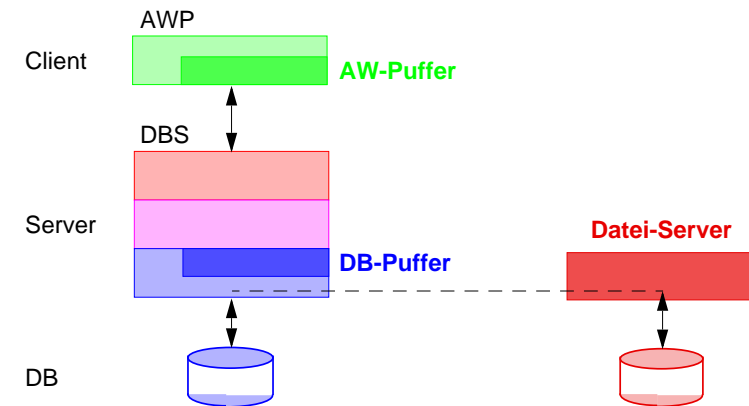 AWP
Client
AW-Puffer
DBS
Server
Datei-Server
DB-Puffer
DB